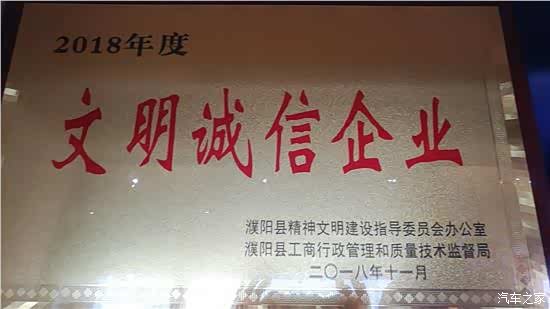 2018年度
文明诚信企业
濮阳县精神文明建设指导委员会办公室
濮阳县工商行政管理和质量技术监督局
二〇一八年十一月
汽车之家